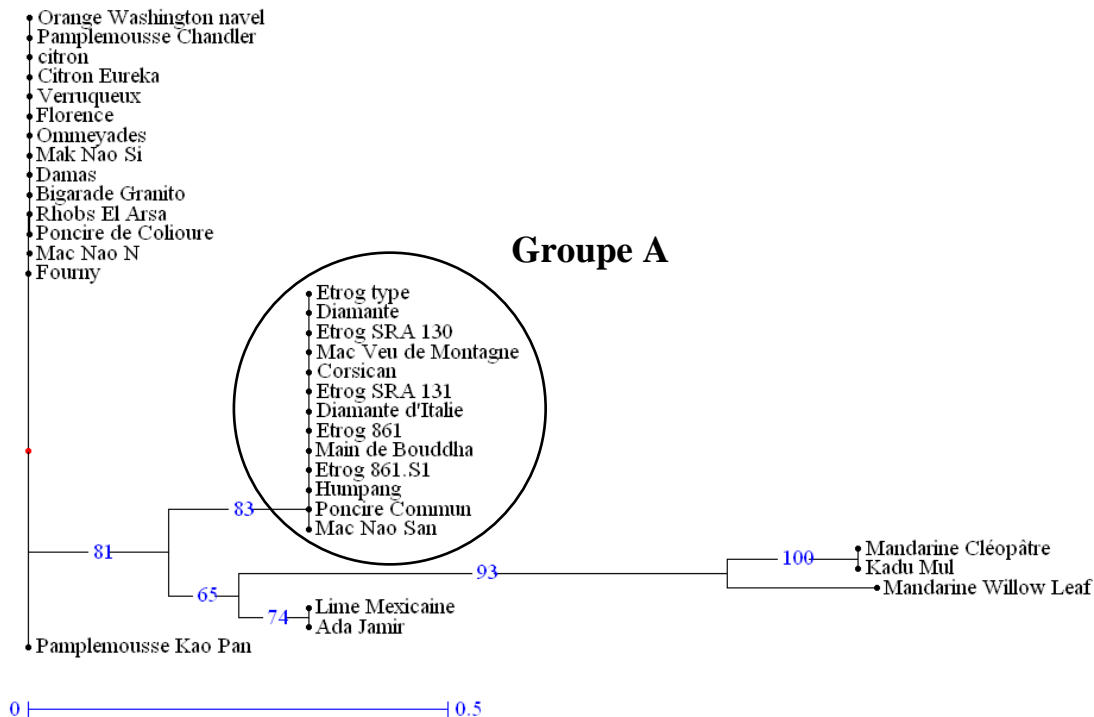 Orange Washington navel
Pamplemousse Chandler
citron
Citron Eureka
Verruqueux
Florence
Ommeyades
Mak Nao Si
Damas
Bigarade Granito
Rhobs El Arsa
Poncire de Colioure
Mac Nao N
Fourny
Groupe A
Etrog type
Diamante
Etrog SRA 130
Mac Veu de Montagne
Corsican
Etrog SRA 131
Diamante d'Italie
Etrog 861
Main de Bouddha
Etrog 861.S1
Humpang
83 Poncire Commun
Mac Nao San
81
100 Mandarine Cléopâtre
Kadu Mul
93
Mandarine Willow Leaf
65
Lime Mexicaine
74
Ada Jamir
Pamplemousse Kao Pan
0 0.5